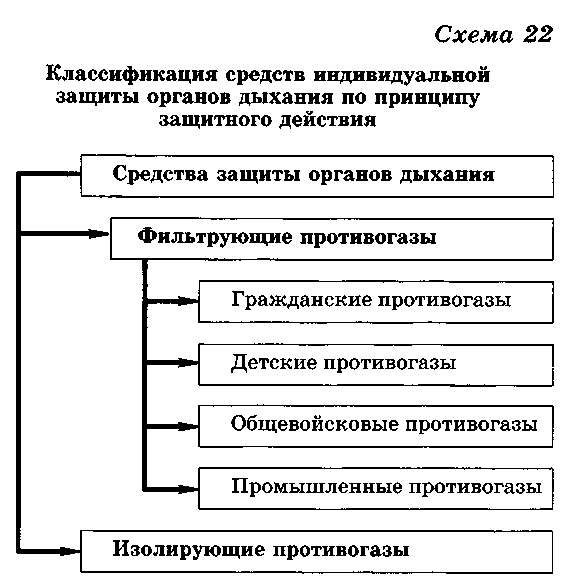 Схема 22
Классификация средств индивидуальной
защиты органов дыхания по принципу
защитного действия
Средства защиты органов дыхания
Фильтрующие противогазы
Гражданские противогазы
Детские противогазы
Общевойсковые противогазы
Промышленные противогазы
Изолирующие противогазы